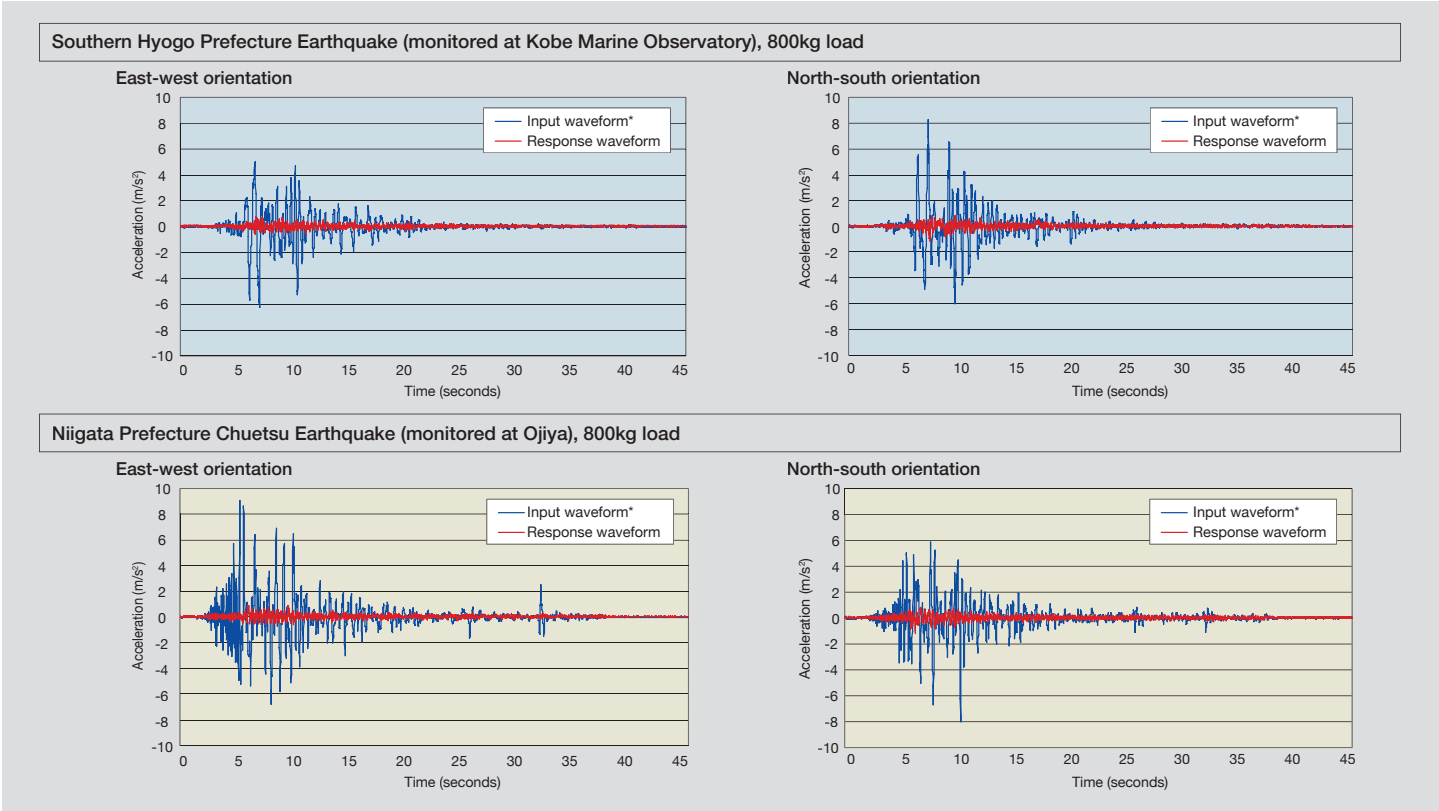 Southern Hyogo Prefecture Earthquake (monitored at Kobe Marine Observatory), 800kg load
East-west orientation
10
8
6
4
2
0
-2
-4
-6
-8
-10
Acceleration (m/s²)
Input waveform*
Response waveform
0 5 10 15 20 25 30 35 40 45
Time (seconds)
North-south orientation
10
8
6
4
2
0
-2
-4
-6
-8
-10
Acceleration (m/s²)
Input waveform*
Response waveform
0 5 10 15 20 25 30 35 40 45
Time (seconds)
Niigata Prefecture Chuetsu Earthquake (monitored at Ojiya), 800kg load
East-west orientation
10
8
6
4
2
0
-2
-4
-6
-8
-10
Acceleration (m/s²)
Input waveform*
Response waveform
0 5 10 15 20 25 30 35 40 45
Time (seconds)
North-south orientation
10
8
6
4
2
0
-2
-4
-6
-8
-10
Acceleration (m/s²)
Input waveform*
Response waveform
0 5 10 15 20 25 30 35 40 45
Time (seconds)